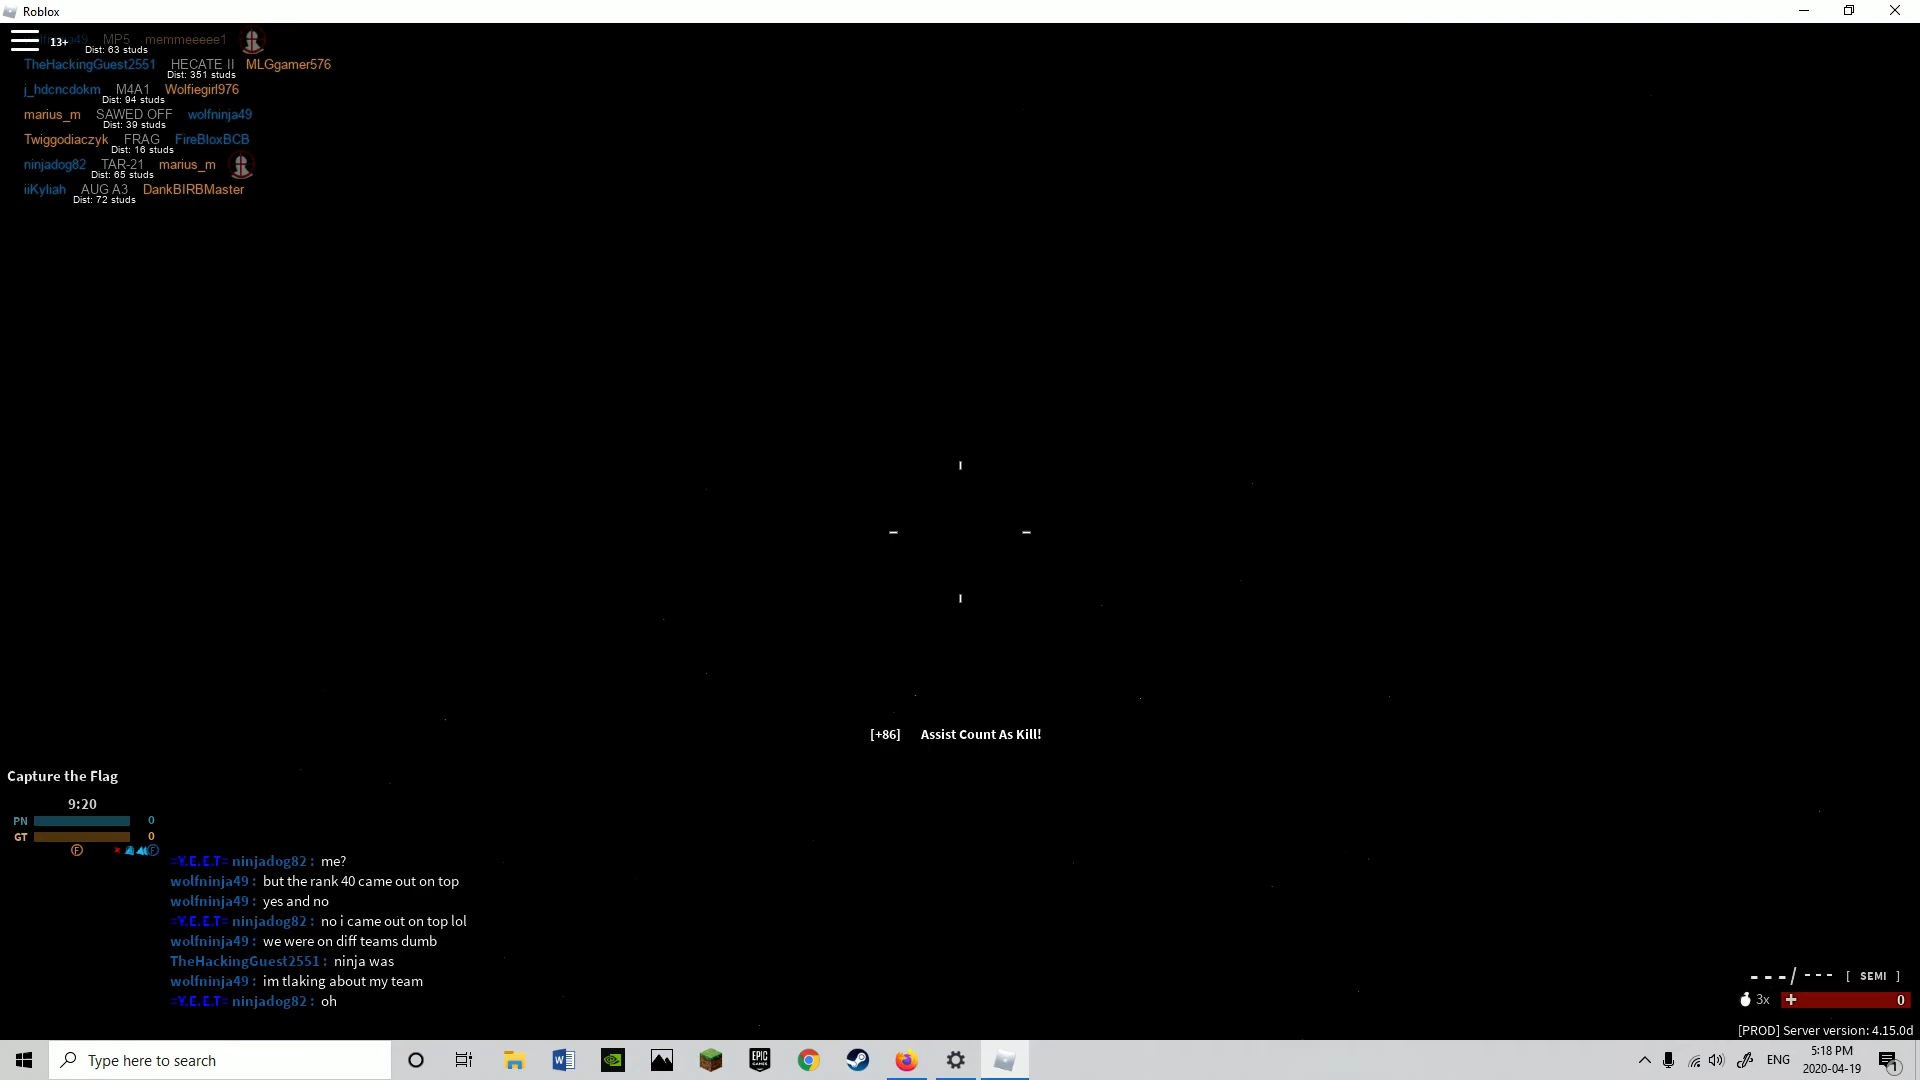 Roblox
13+
MP5 memmeeeee1
Dist: 63 studs
TheHackingGuest2551 HECATE II MLGgamer576
Dist: 351 studs
j_hdcncdokm M4A1 Wolfiegirl976
Dist: 94 studs
marius_m SAWED OFF wolfninja49
Dist: 39 studs
Twiggodiaczyk FRAG FireBloxBCB
Dist: 16 studs
ninjadog82 TAR-21 marius_m
Dist: 65 studs
iiKyliah AUG A3 DankBIRBMaster
Dist: 72 studs
[+86] Assist Count As Kill!
Capture the Flag
9:20
PN 0
GT 0
F F
=Y.E.E.T= ninjadog82 : me?
wolfninja49 : but the rank 40 came out on top
wolfninja49 : yes and no
=Y.E.E.T= ninjadog82 : no i came out on top lol
wolfninja49 : we were on diff teams dumb
TheHackingGuest2551 : ninja was
wolfninja49 : im tlaking about my team
=Y.E.E.T= ninjadog82 : oh
---/ --- [ SEMI ]
3x + 0
[PROD] Server version: 4.15.0d
Type here to search
W
EPIC GAMES
ENG
5:18 PM
2020-04-19
1